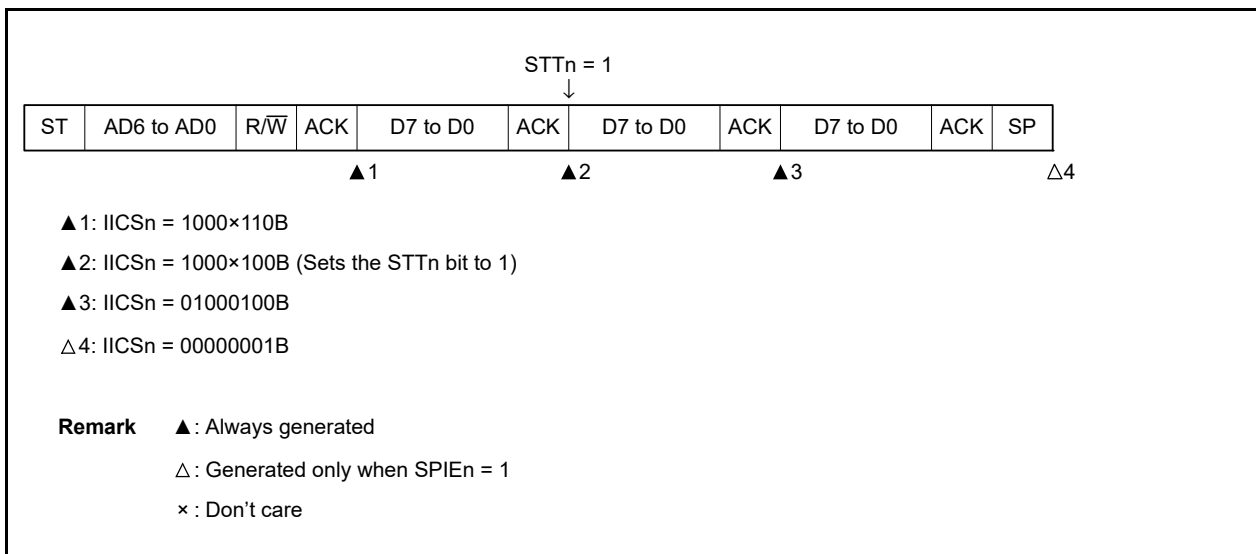 STTn = 1
↓
ST AD6 to AD0 R/W̅ ACK D7 to D0 ACK D7 to D0 ACK D7 to D0 ACK SP
▲1 ▲2 ▲3 △4
▲1: IICSn = 1000×110B
▲2: IICSn = 1000×100B (Sets the STTn bit to 1)
▲3: IICSn = 01000100B
△4: IICSn = 00000001B
Remark ▲: Always generated
△: Generated only when SPIEn = 1
×: Don't care